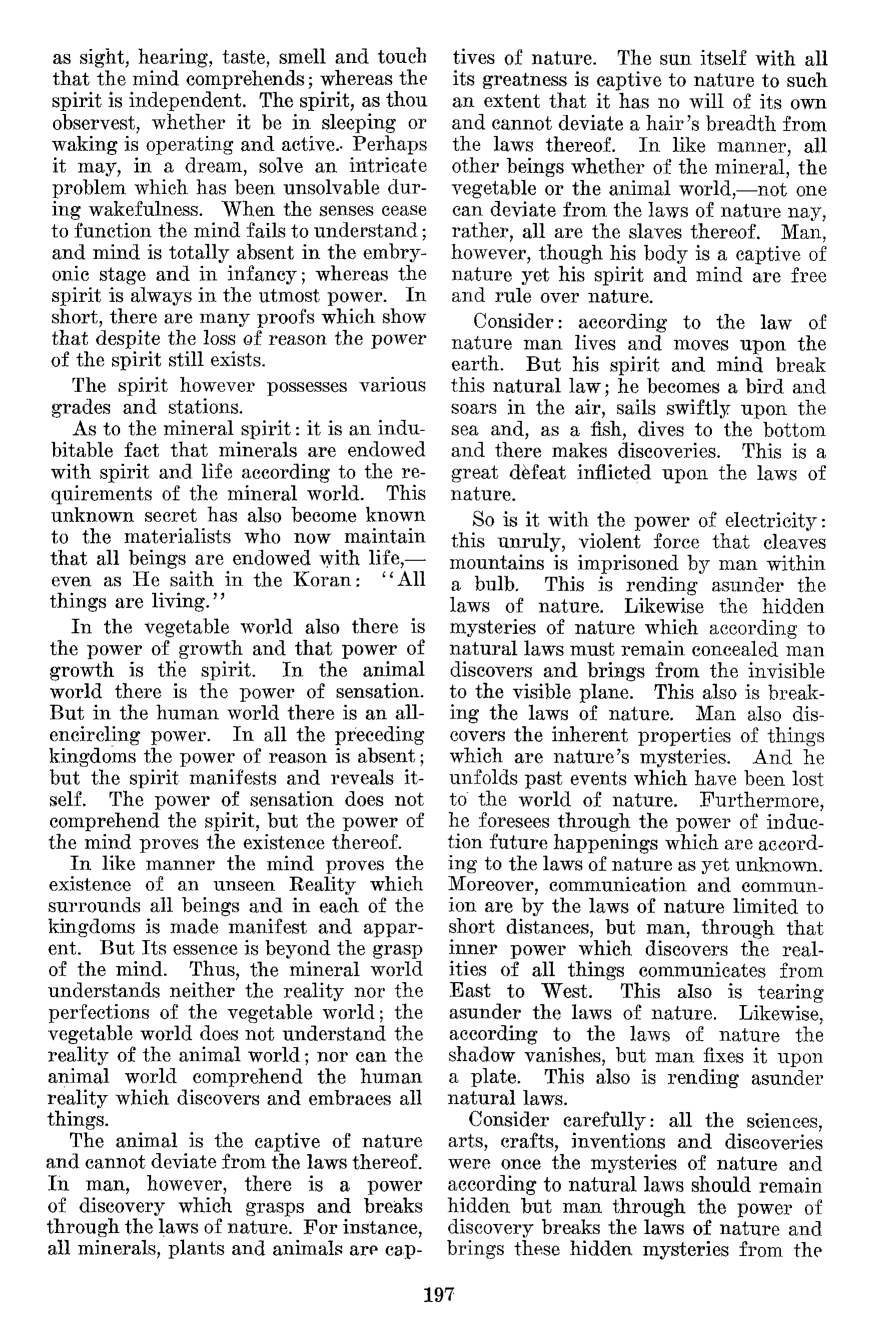 as sight, hearing, taste, smell and touch
that the mind comprehends; whereas the
spirit is independent. The spirit, as thou
observest, whether it be in sleeping or
waking is operating and active. Perhaps
it may, in a dream, solve an intricate
problem which has been unsolvable dur-
ing wakefulness. When the senses cease
to function the mind fails to understand;
and mind is totally absent in the embry-
onic stage and in infancy; whereas the
spirit is always in the utmost power. In
short, there are many proofs which show
that despite the loss of reason the power
of the spirit still exists.
The spirit however possesses various
grades and stations.
As to the mineral spirit: it is an indu-
bitable fact that minerals are endowed
with spirit and life according to the re-
quirements of the mineral world. This
unknown secret has also become known
to the materialists who now maintain
that all beings are endowed with life,—
even as He saith in the Koran: "All
things are living."
In the vegetable world also there is
the power of growth and that power of
growth is the spirit. In the animal
world there is the power of sensation.
But in the human world there is an all-
encircling power. In all the preceding
kingdoms the power of reason is absent;
but the spirit manifests and reveals it-
self. The power of sensation does not
comprehend the spirit, but the power of
the mind proves the existence thereof.
In like manner the mind proves the
existence of an unseen Reality which
surrounds all beings and in each of the
kingdoms is made manifest and appar-
ent. But Its essence is beyond the grasp
of the mind. Thus, the mineral world
understands neither the reality nor the
perfections of the vegetable world; the
vegetable world does not understand the
reality of the animal world; nor can the
animal world comprehend the human
reality which discovers and embraces all
things.
The animal is the captive of nature
and cannot deviate from the laws thereof.
In man, however, there is a power
of discovery which grasps and breaks
through the laws of nature. For instance,
all minerals, plants and animals are cap-
tives of nature. The sun itself with all
its greatness is captive to nature to such
an extent that it has no will of its own
and cannot deviate a hair's breadth from
the laws thereof. In like manner, all
other beings whether of the mineral, the
vegetable or the animal world,—not one
can deviate from the laws of nature nay,
rather, all are the slaves thereof. Man,
however, though his body is a captive of
nature yet his spirit and mind are free
and rule over nature.
Consider: according to the law of
nature man lives and moves upon the
earth. But his spirit and mind break
this natural law; he becomes a bird and
soars in the air, sails swiftly upon the
sea and, as a fish, dives to the bottom
and there makes discoveries. This is a
great defeat inflicted upon the laws of
nature.
So is it with the power of electricity:
this unruly, violent force that cleaves
mountains is imprisoned by man within
a bulb. This is rending asunder the
laws of nature. Likewise the hidden
mysteries of nature which according to
natural laws must remain concealed man
discovers and brings from the invisible
to the visible plane. This also is break-
ing the laws of nature. Man also dis-
covers the inherent properties of things
which are nature's mysteries. And he
unfolds past events which have been lost
to the world of nature. Furthermore,
he foresees through the power of induc-
tion future happenings which are accord-
ing to the laws of nature as yet unknown.
Moreover, communication and commun-
ion are by the laws of nature limited to
short distances, but man, through that
inner power which discovers the real-
ities of all things communicates from
East to West. This also is tearing
asunder the laws of nature. Likewise,
according to the laws of nature the
shadow vanishes, but man fixes it upon
a plate. This also is rending asunder
natural laws.
Consider carefully: all the sciences,
arts, crafts, inventions and discoveries
were once the mysteries of nature and
according to natural laws should remain
hidden but man through the power of
discovery breaks the laws of nature and
brings these hidden mysteries from the
197